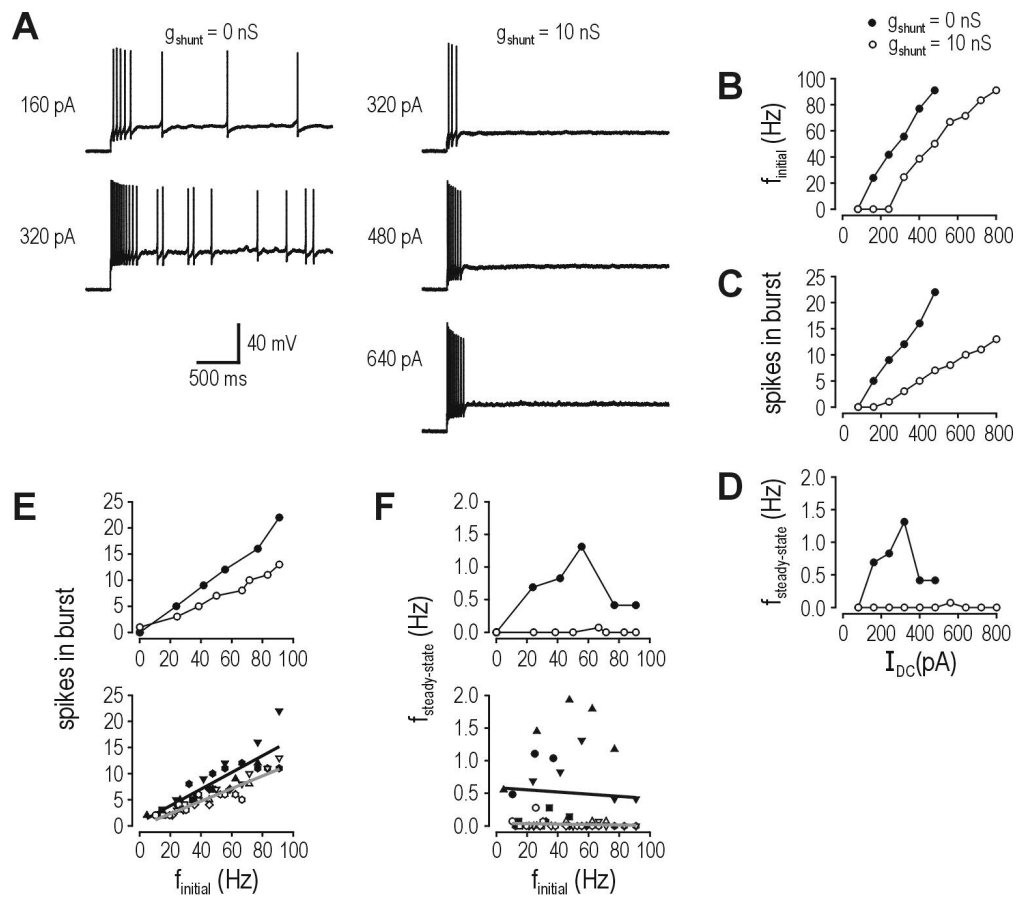 A
g_shunt = 0 nS
g_shunt = 10 nS
160 pA
320 pA
320 pA
480 pA
640 pA
40 mV
500 ms
g_shunt = 0 nS
g_shunt = 10 nS
B
f_initial (Hz)
100
80
60
40
20
0
0 200 400 600 800
C
spikes in burst
25
20
15
10
5
0
0 200 400 600 800
D
f_steady-state (Hz)
2.0
1.5
1.0
0.5
0.0
0 200 400 600 800
I_DC(pA)
E
spikes in burst
25
20
15
10
5
0
0 20 40 60 80 100
25
20
15
10
5
0
0 20 40 60 80 100
f_initial (Hz)
F
f_steady-state (Hz)
2.0
1.5
1.0
0.5
0.0
0 20 40 60 80 100
2.0
1.5
1.0
0.5
0.0
0 20 40 60 80 100
f_initial (Hz)